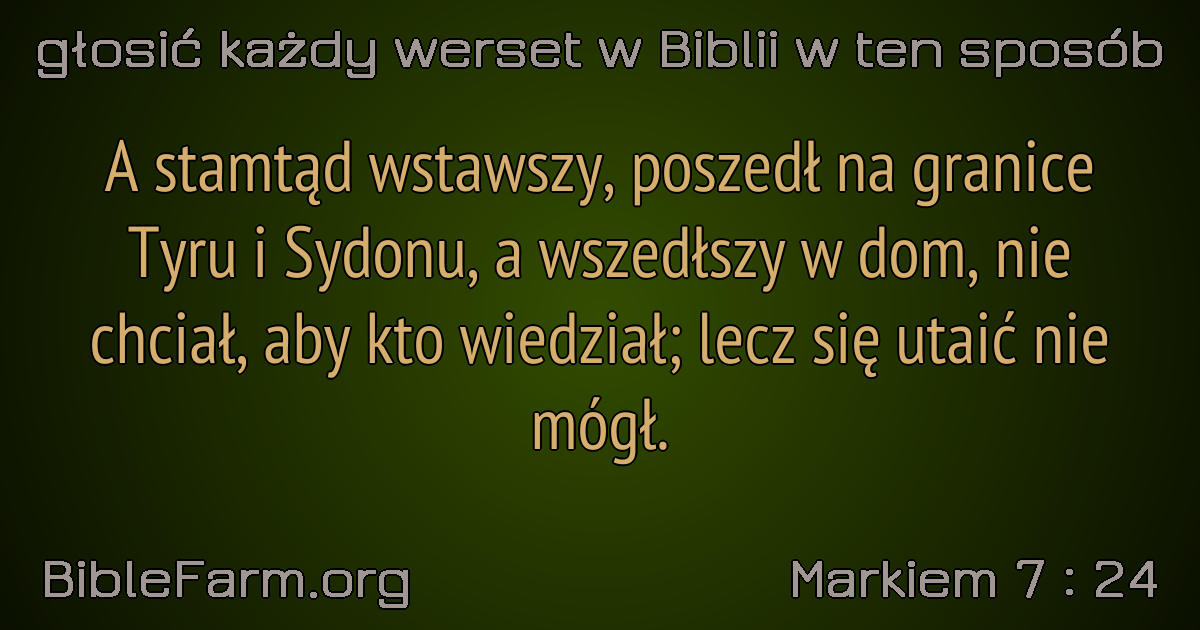 głosić każdy werset w Biblii w ten sposób
A stamtąd wstawszy, poszedł na granice
Tyru i Sydonu, a wszedłszy w dom, nie
chciał, aby kto wiedział; lecz się utaić nie
mógł.
BibleFarm.org
Markiem 7 : 24